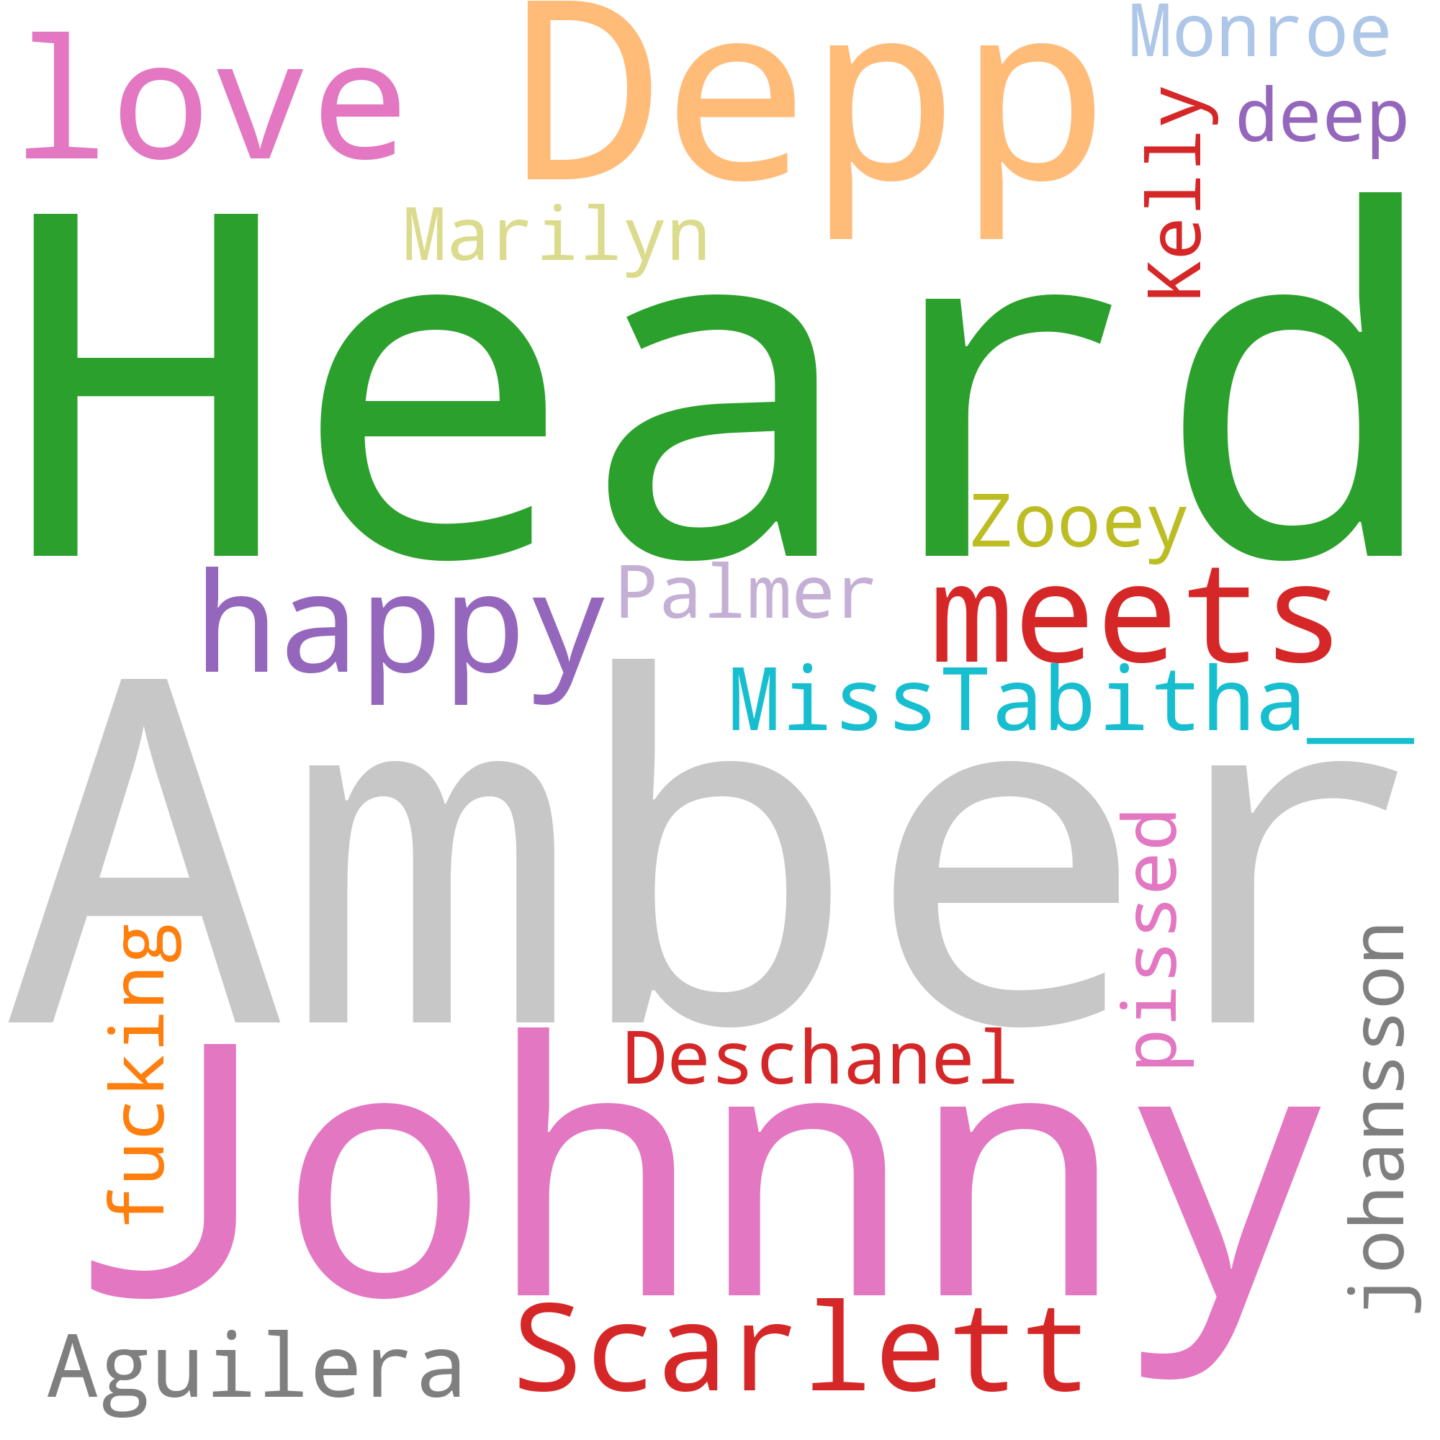 love
Depp
Monroe
Kelly
deep
Marilyn
Heard
Zooey
happy
Palmer
meets
MissTabitha__
Amber
pissed
fucking
johansson
Deschanel
Johnny
Scarlett
Aguilera